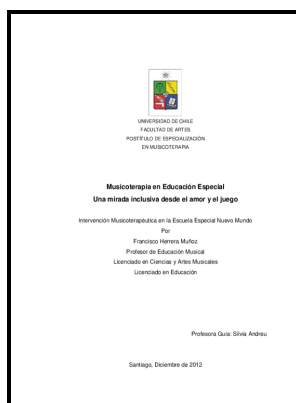 UNIVERSIDAD DE CHILE
FACULTAD DE ARTES
POSTÍTULO DE ESPECIALIZACIÓN
EN MUSICOTERAPIA
Musicoterapia en Educación Especial
Una mirada inclusiva desde el amor y el juego
Intervención Musicoterapéutica en la Escuela Especial Nuevo Mundo
Por
Francisco Herrera Muñoz
Profesor de Educación Musical
Licenciado en Ciencias y Artes Musicales
Licenciado en Educación
Profesora Guía: Silvia Andreu
Santiago, Diciembre de 2012